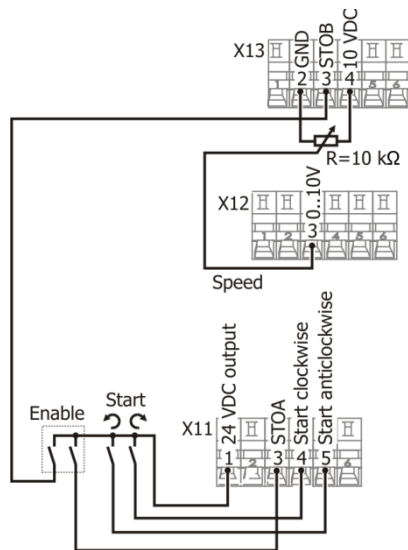 X13
GND
STOB
10 VDC
1 2 3 4 5 6
R=10 kΩ
X12
0..10V
1 2 3 4 5 6
Speed
Enable
Start
X11
24 VDC output
STOA
Start clockwise
Start anticlockwise
1 2 3 4 5 6